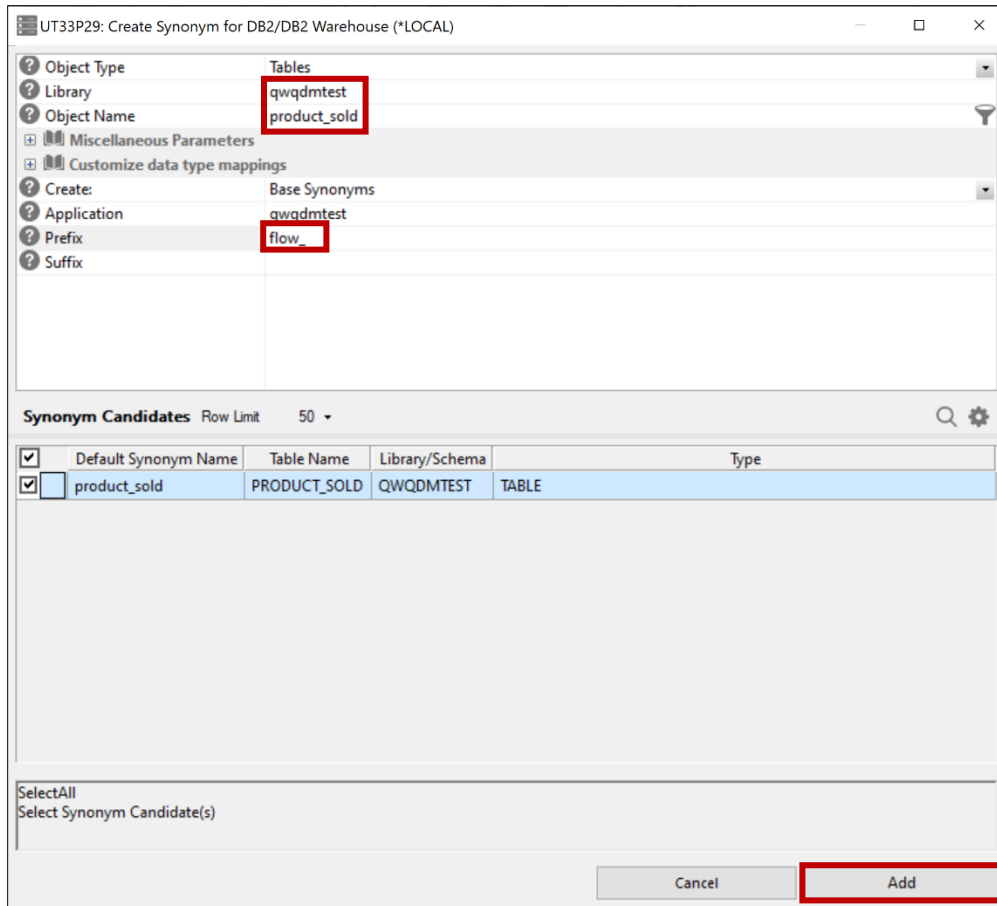 UT33P29: Create Synonym for DB2/DB2 Warehouse (*LOCAL)
Object Type Tables
Library qwqdmtest
Object Name product_sold
Miscellaneous Parameters
Customize data type mappings
Create: Base Synonyms
Application qwqdmtest
Prefix flow_
Suffix
Synonym Candidates Row Limit 50
Default Synonym Name Table Name Library/Schema Type
product_sold PRODUCT_SOLD QWQDMTEST TABLE
SelectAll
Select Synonym Candidate(s)
Cancel Add